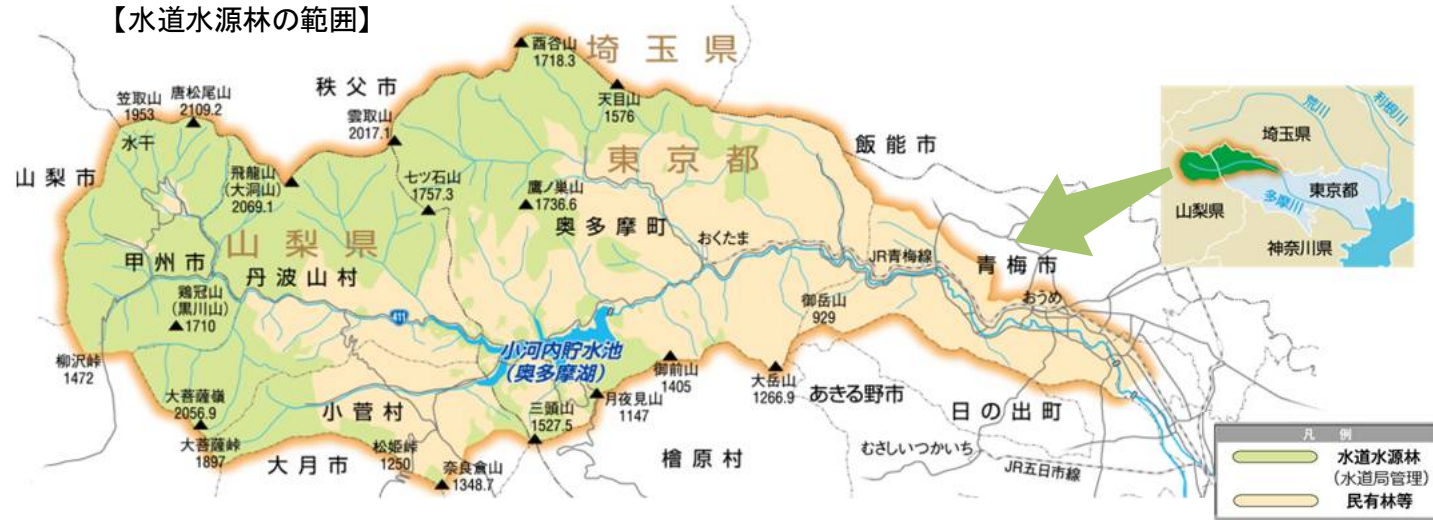 【水道水源林の範囲】
埼玉県
酉谷山
1718.3
秩父市
天目山
1576
笠取山
1953
唐松尾山
2109.2
雲取山
2017.1
水干
飯能市
東京都
山梨市
飛龍山
(大洞山)
2069.1
七ツ石山
1757.3
鷹ノ巣山
1736.6
奥多摩町
おくたま
JR青梅線
青梅市
おうめ
山梨県
甲州市
丹波山村
鶏冠山
(黒川山)
1710
411
御岳山
929
小河内貯水池
(奥多摩湖)
柳沢峠
1472
御前山
1405
大岳山
1266.9
あきる野市
月夜見山
1147
日の出町
大菩薩嶺
2056.9
小菅村
三頭山
1527.5
大菩薩峠
1897
大月市
松姫峠
1250
奈良倉山
1348.7
檜原村
むさしいつかいち
JR五日市線
荒川
利根川
埼玉県
東京都
多摩川
山梨県
神奈川県
凡例
水道水源林
(水道局管理)
民有林等